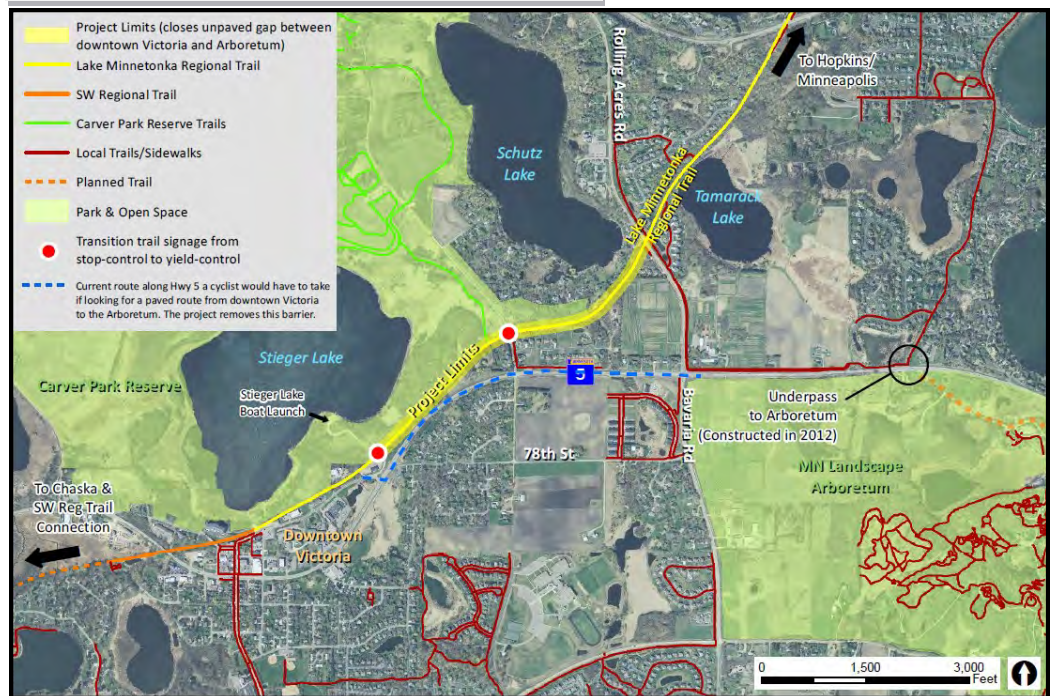 Project Limits (closes unpaved gap between
downtown Victoria and Arboretum)
Lake Minnetonka Regional Trail
SW Regional Trail
Carver Park Reserve Trails
Local Trails/Sidewalks
Planned Trail
Park & Open Space
Transition trail signage from
stop-control to yield-control
Current route along Hwy 5 a cyclist would have to take
if looking for a paved route from downtown Victoria
to the Arboretum. The project removes this barrier.
Rolling Acres Rd
To Hopkins/
Minneapolis
Schutz
Lake
Lake Minnetonka
Regional Trail
Tamarack
Lake
Stieger Lake
Project Limits
5
Carver Park Reserve
Stieger Lake
Boat Launch
Underpass
to Arboretum
(Constructed in 2012)
Bavaria Rd
78th St
MN Landscape
Arboretum
To Chaska &
SW Reg Trail
Connection
Downtown
Victoria
0 1,500 3,000
Feet